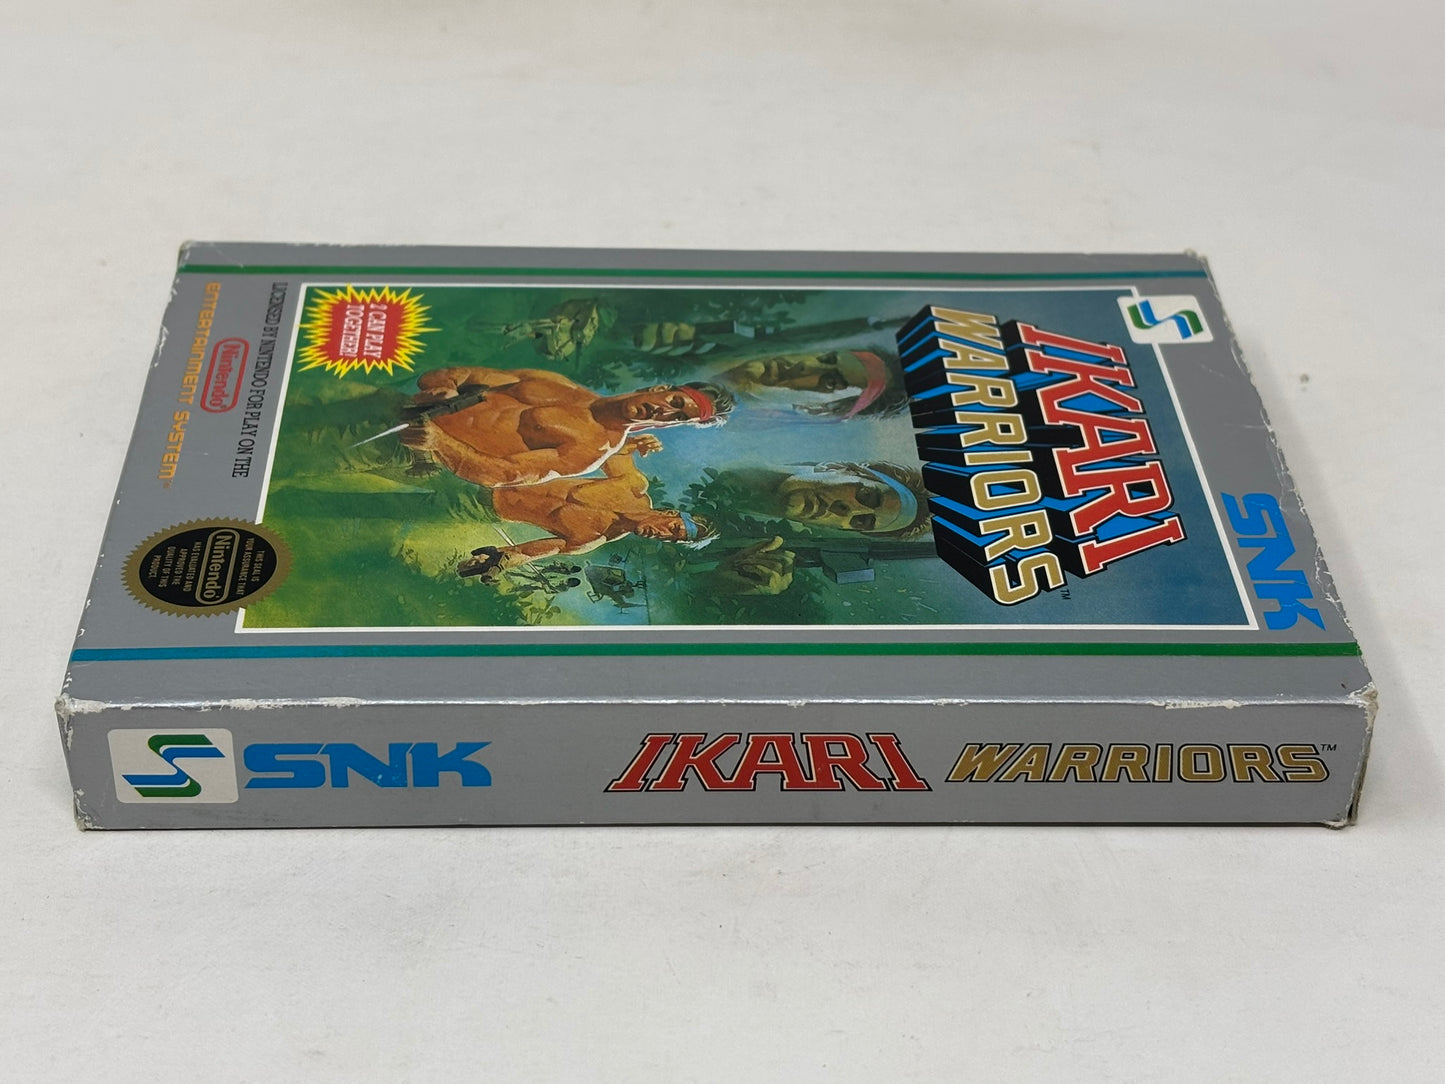 SNK
IKARI
WARRIORS™
2 CAN PLAY
TOGETHER!
LICENSED BY NINTENDO FOR PLAY ON THE
Nintendo®
ENTERTAINMENT SYSTEM™
THIS SEAL IS
YOUR ASSURANCE THAT
Nintendo
HAS EVALUATED AND
APPROVED THE
QUALITY OF THIS
PRODUCT
SNK IKARI WARRIORS™